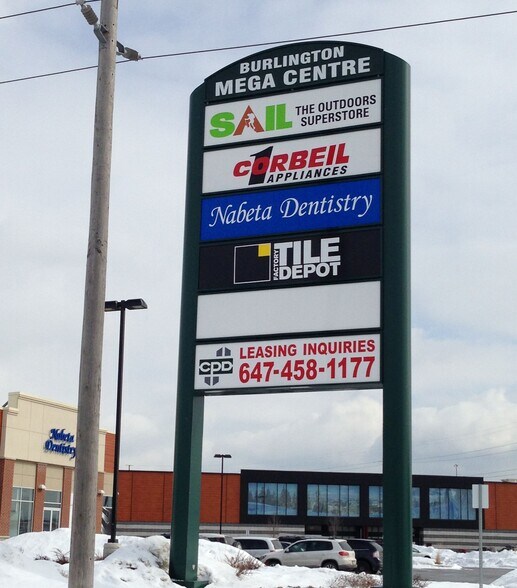 BURLINGTON
MEGA CENTRE
SAIL THE OUTDOORS
SUPERSTORE
CORBEIL
APPLIANCES
Nabeta Dentistry
FACTORY TILE
DEPOT
CPD LEASING INQUIRIES
647-458-1177
Nabeta
Dentistry